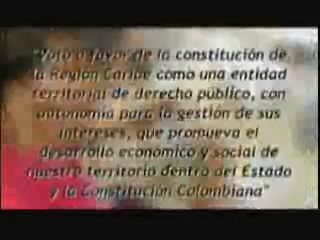 "Voto a favor de la constitución de
la Región Caribe como una entidad
territorial de derecho público, con
autonomía para la gestión de sus
intereses, que promueva el
desarrollo económico y social de
nuestro territorio dentro del Estado
y la Constitución Colombiana"